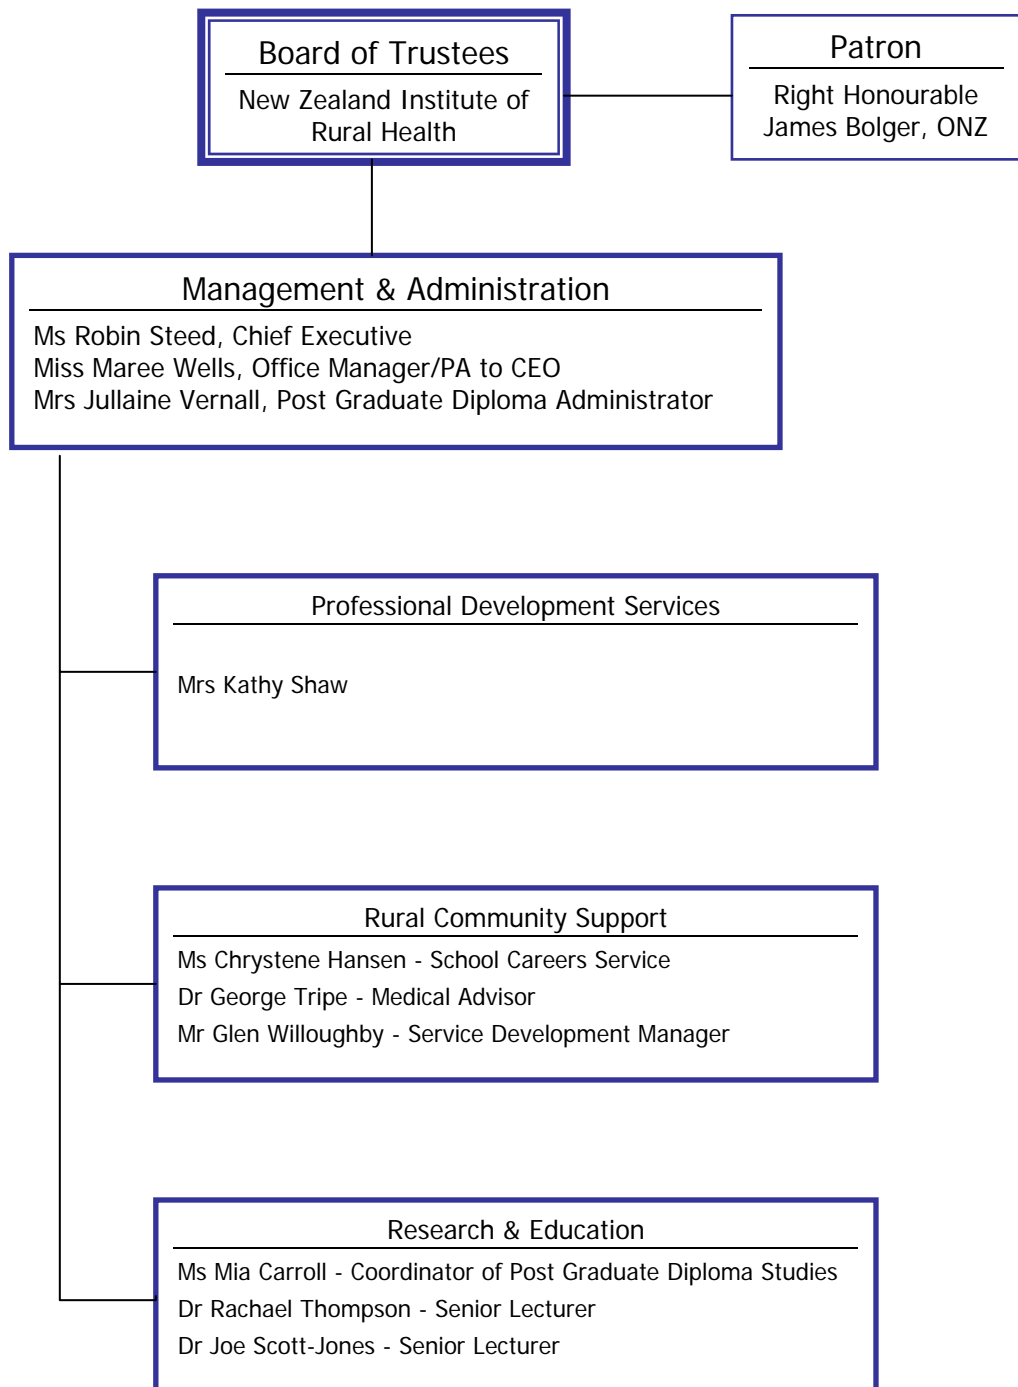 Board of Trustees
New Zealand Institute of
Rural Health
Patron
Right Honourable
James Bolger, ONZ
Management & Administration
Ms Robin Steed, Chief Executive
Miss Maree Wells, Office Manager/PA to CEO
Mrs Jullaine Vernall, Post Graduate Diploma Administrator
Professional Development Services
Mrs Kathy Shaw
Rural Community Support
Ms Chrystene Hansen - School Careers Service
Dr George Tripe - Medical Advisor
Mr Glen Willoughby - Service Development Manager
Research & Education
Ms Mia Carroll - Coordinator of Post Graduate Diploma Studies
Dr Rachael Thompson - Senior Lecturer
Dr Joe Scott-Jones - Senior Lecturer